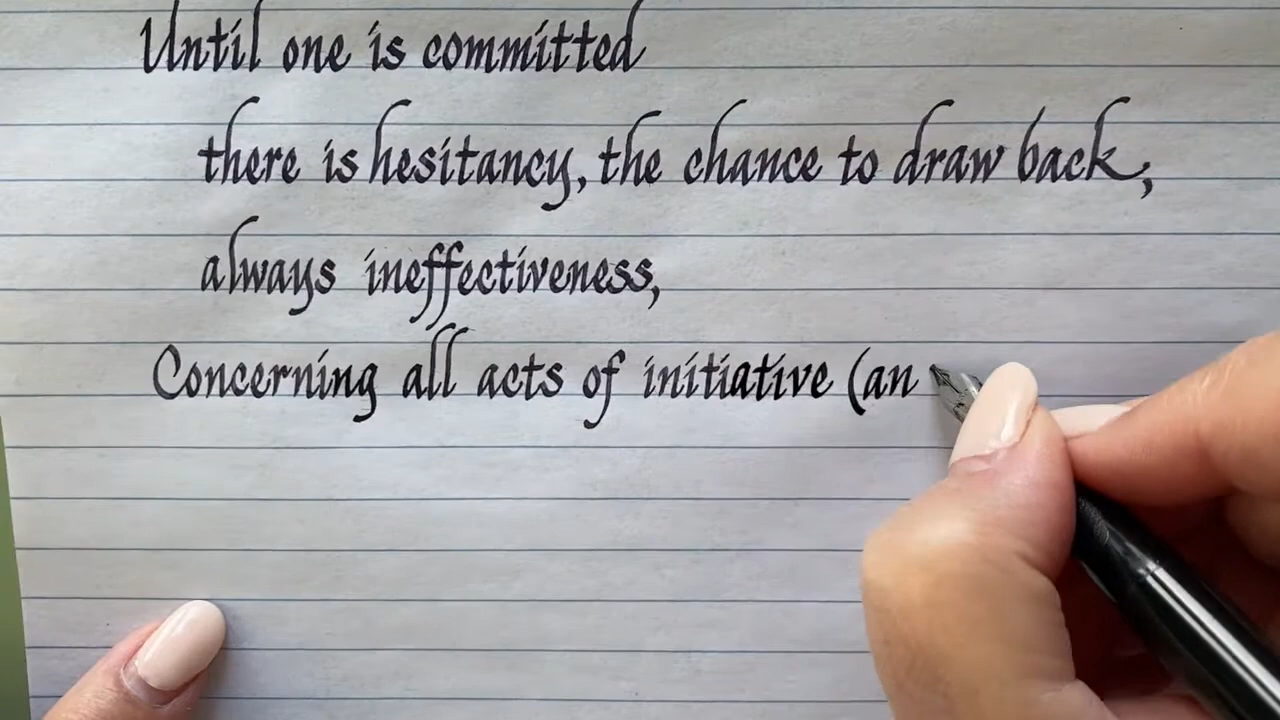 Until one is committed
there is hesitancy, the chance to draw back;
always ineffectiveness,
Concerning all acts of initiative (an